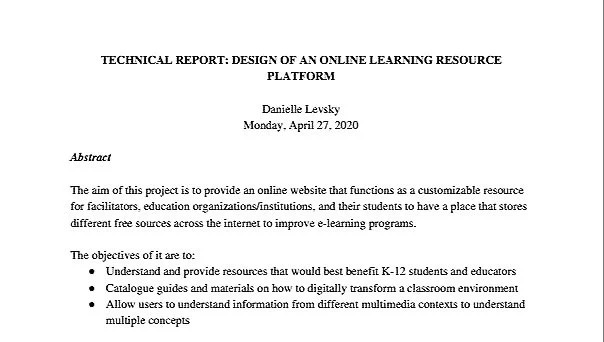 TECHNICAL REPORT: DESIGN OF AN ONLINE LEARNING RESOURCE
PLATFORM
Danielle Levsky
Monday, April 27, 2020
Abstract
The aim of this project is to provide an online website that functions as a customizable resource
for facilitators, education organizations/institutions, and their students to have a place that stores
different free sources across the internet to improve e-learning programs.
The objectives of it are to:
● Understand and provide resources that would best benefit K-12 students and educators
● Catalogue guides and materials on how to digitally transform a classroom environment
● Allow users to understand information from different multimedia contexts to understand
multiple concepts